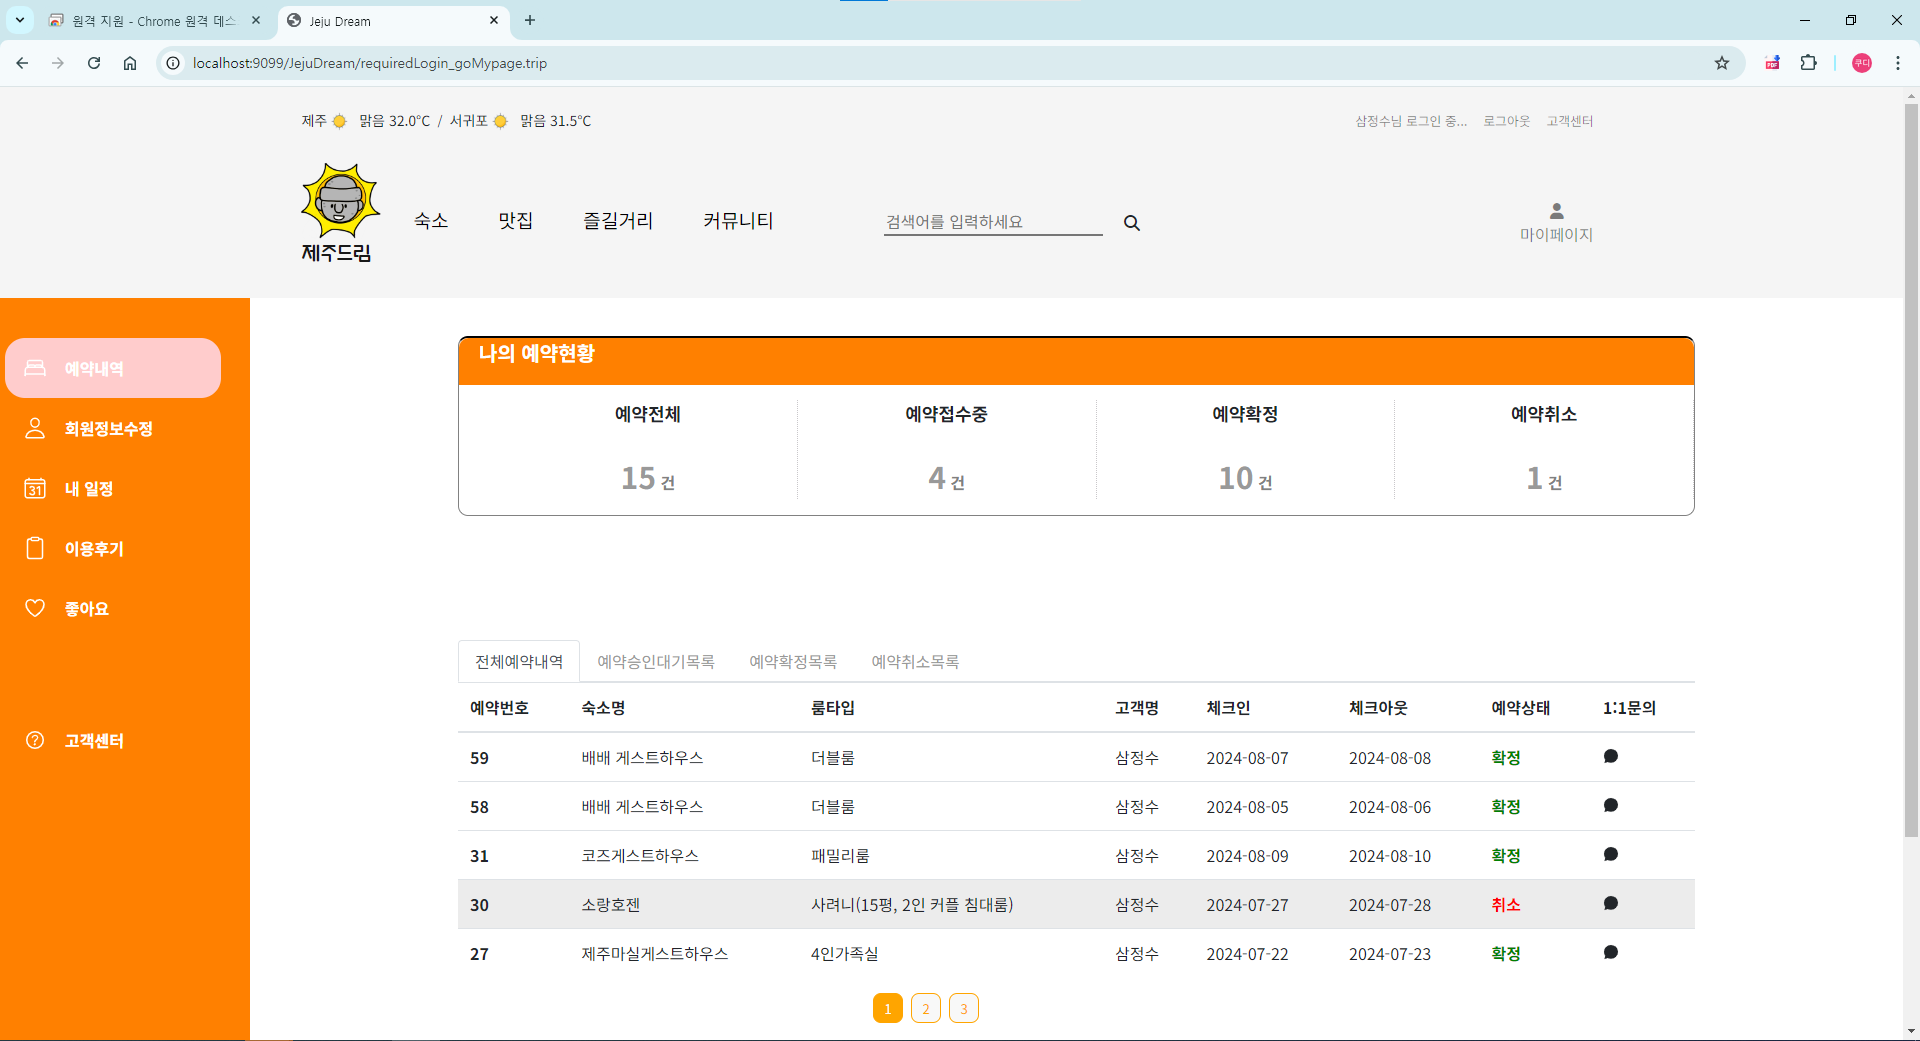 원격 지원 - Chrome 원격 데스
Jeju Dream
localhost:9099/JejuDream/requiredLogin_goMypage.trip
PDF
쿠디
제주 맑음 32.0°C / 서귀포 맑음 31.5°C
삼정수님 로그인 중... 로그아웃 고객센터
제주드림
숙소 맛집 즐길거리 커뮤니티
검색어를 입력하세요
마이페이지
예약내역
회원정보수정
31 내 일정
이용후기
좋아요
고객센터
나의 예약현황
예약전체 예약접수중 예약확정 예약취소
15 건 4 건 10 건 1 건
전체예약내역 예약승인대기목록 예약확정목록 예약취소목록
예약번호 숙소명 룸타입 고객명 체크인 체크아웃 예약상태 1:1문의
59 배배 게스트하우스 더블룸 삼정수 2024-08-07 2024-08-08 확정
58 배배 게스트하우스 더블룸 삼정수 2024-08-05 2024-08-06 확정
31 코즈게스트하우스 패밀리룸 삼정수 2024-08-09 2024-08-10 확정
30 소랑호젠 사려니(15평, 2인 커플 침대룸) 삼정수 2024-07-27 2024-07-28 취소
27 제주마실게스트하우스 4인가족실 삼정수 2024-07-22 2024-07-23 확정
1 2 3